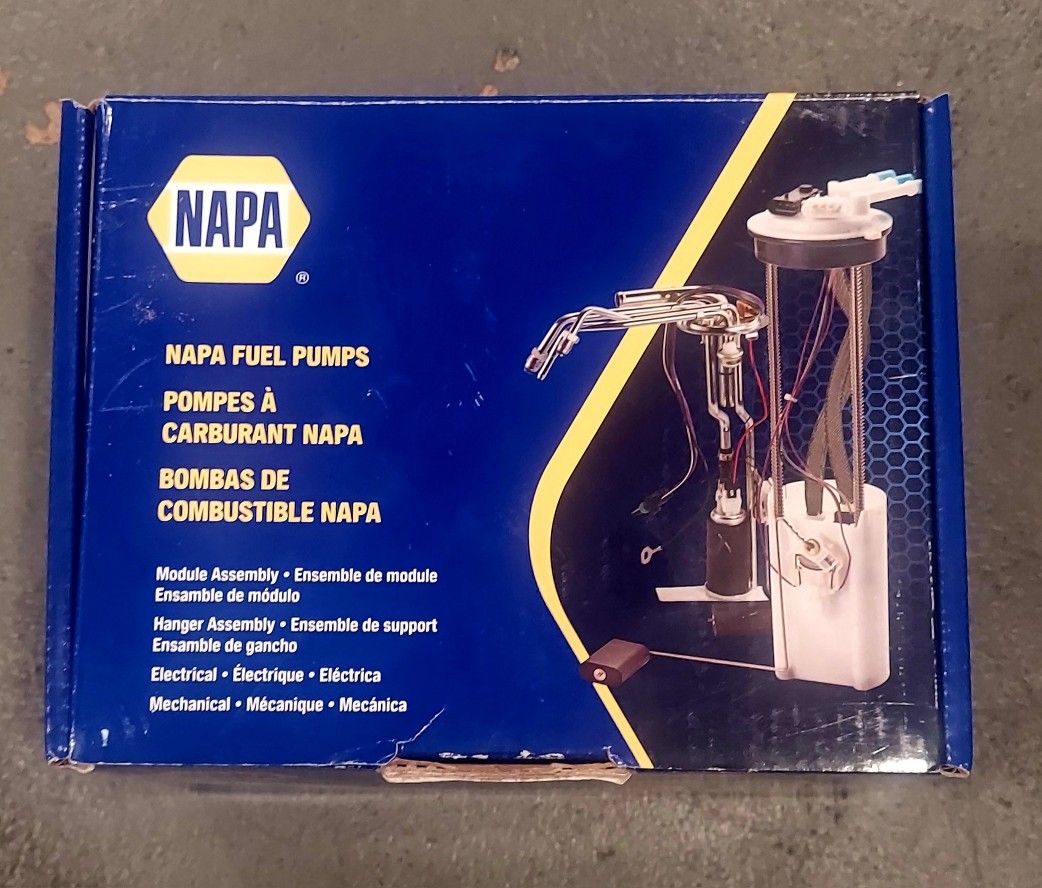 NAPA
®
NAPA FUEL PUMPS
POMPES À
CARBURANT NAPA
BOMBAS DE
COMBUSTIBLE NAPA
Module Assembly • Ensemble de module
Ensamble de módulo
Hanger Assembly • Ensemble de support
Ensamble de gancho
Electrical • Électrique • Eléctrica
Mechanical • Mécanique • Mecánica